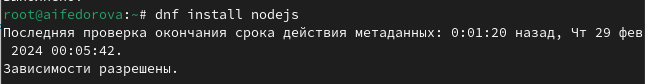 root@aifedorova:~# dnf install nodejs
Последняя проверка окончания срока действия метаданных: 0:01:20 назад, Чт 29 фев
 2024 00:05:42.
Зависимости разрешены.